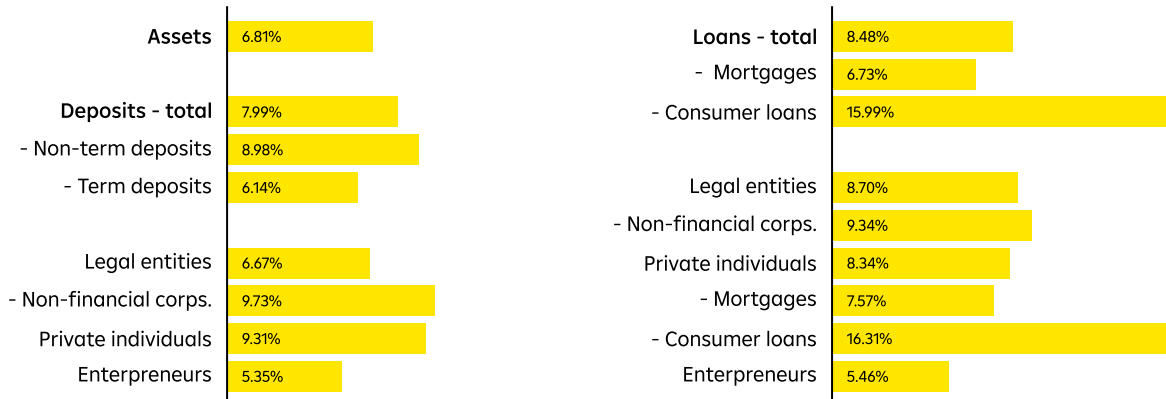 Assets 6.81%
Deposits - total 7.99%
- Non-term deposits 8.98%
- Term deposits 6.14%
Legal entities 6.67%
- Non-financial corps. 9.73%
Private individuals 9.31%
Enterpreneurs 5.35%
Loans - total 8.48%
- Mortgages 6.73%
- Consumer loans 15.99%
Legal entities 8.70%
- Non-financial corps. 9.34%
Private individuals 8.34%
- Mortgages 7.57%
- Consumer loans 16.31%
Enterpreneurs 5.46%